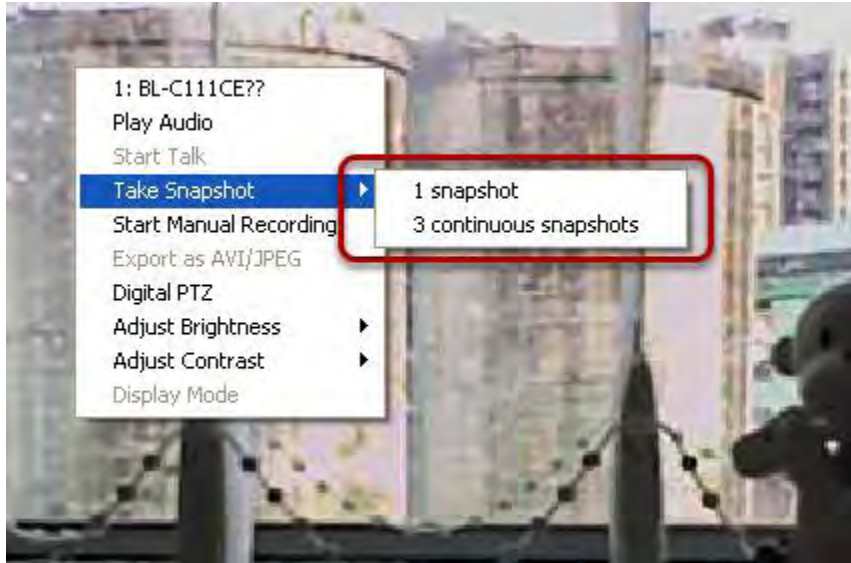 1: BL-C111CE??
Play Audio
Start Talk
Take Snapshot
1 snapshot
3 continuous snapshots
Start Manual Recording
Export as AVI/JPEG
Digital PTZ
Adjust Brightness
Adjust Contrast
Display Mode